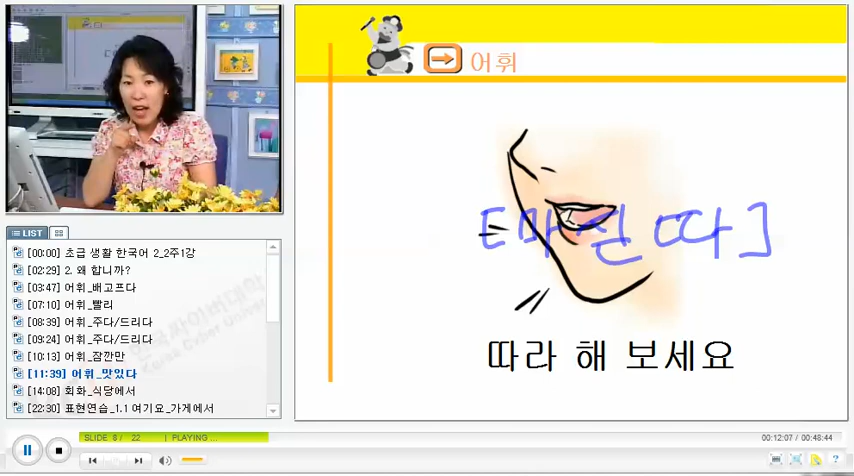 어휘
[마싣따]
따라 해 보세요
LIST
[00:00] 초급 생활 한국어 2_2주1강
[02:29] 2. 왜 합니까?
[03:47] 어휘_배고프다
[07:10] 어휘_빨리
[08:39] 어휘_주다/드리다
[09:24] 어휘_주다/드리다
[10:13] 어휘_잠깐만
[11:39] 어휘_맛있다
[14:08] 회화_식당에서
[22:30] 표현연습_1.1 여기요_가게에서
SLIDE 8 / 22 | PLAYING ...
00:12:07 / 00:48:44